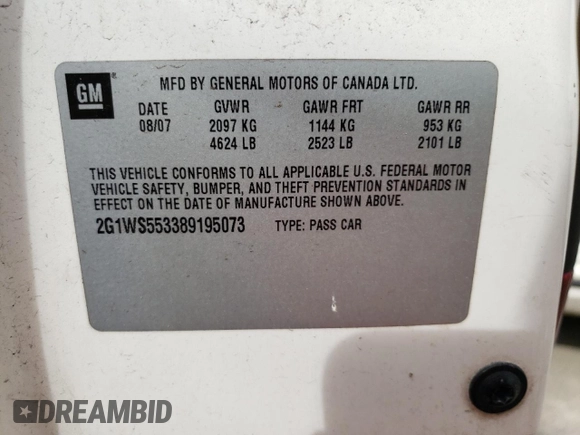 GM ® MFD BY GENERAL MOTORS OF CANADA LTD.
DATE GVWR GAWR FRT GAWR RR
08/07 2097 KG 1144 KG 953 KG
4624 LB 2523 LB 2101 LB
THIS VEHICLE CONFORMS TO ALL APPLICABLE U.S. FEDERAL MOTOR
VEHICLE SAFETY, BUMPER, AND THEFT PREVENTION STANDARDS IN
EFFECT ON THE DATE OF MANUFACTURE SHOWN ABOVE.
2G1WS553389195073 TYPE: PASS CAR
DREAMBID